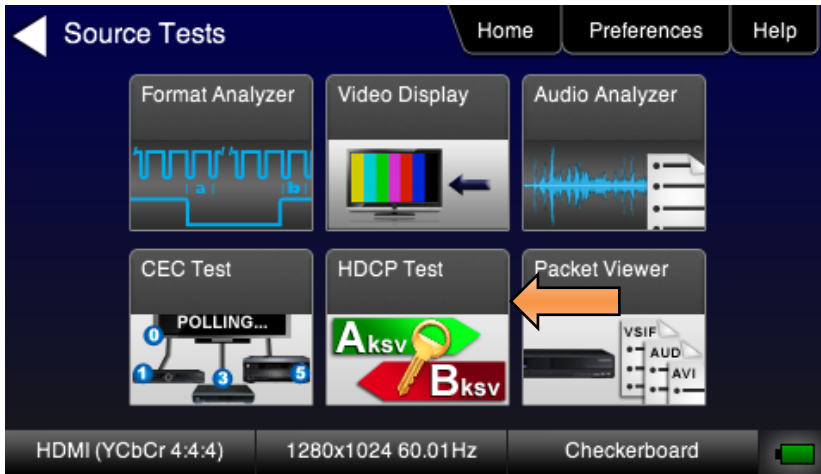 Source Tests
Home
Preferences
Help
Format Analyzer
Video Display
Audio Analyzer
a
b
CEC Test
HDCP Test
Packet Viewer
POLLING...
0
1
3
5
Aksv
Bksv
VSIF
AUD
AVI
HDMI (YCbCr 4:4:4)
1280x1024 60.01Hz
Checkerboard